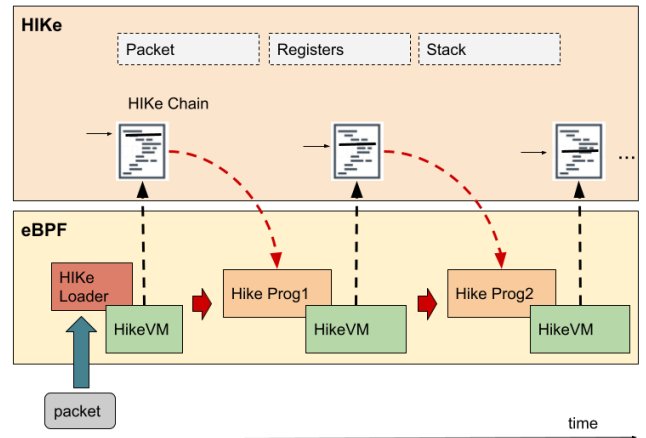 HIKe
Packet
Registers
Stack
HIKe Chain
...
eBPF
HIKe
Loader
HikeVM
Hike Prog1
HikeVM
Hike Prog2
HikeVM
packet
time